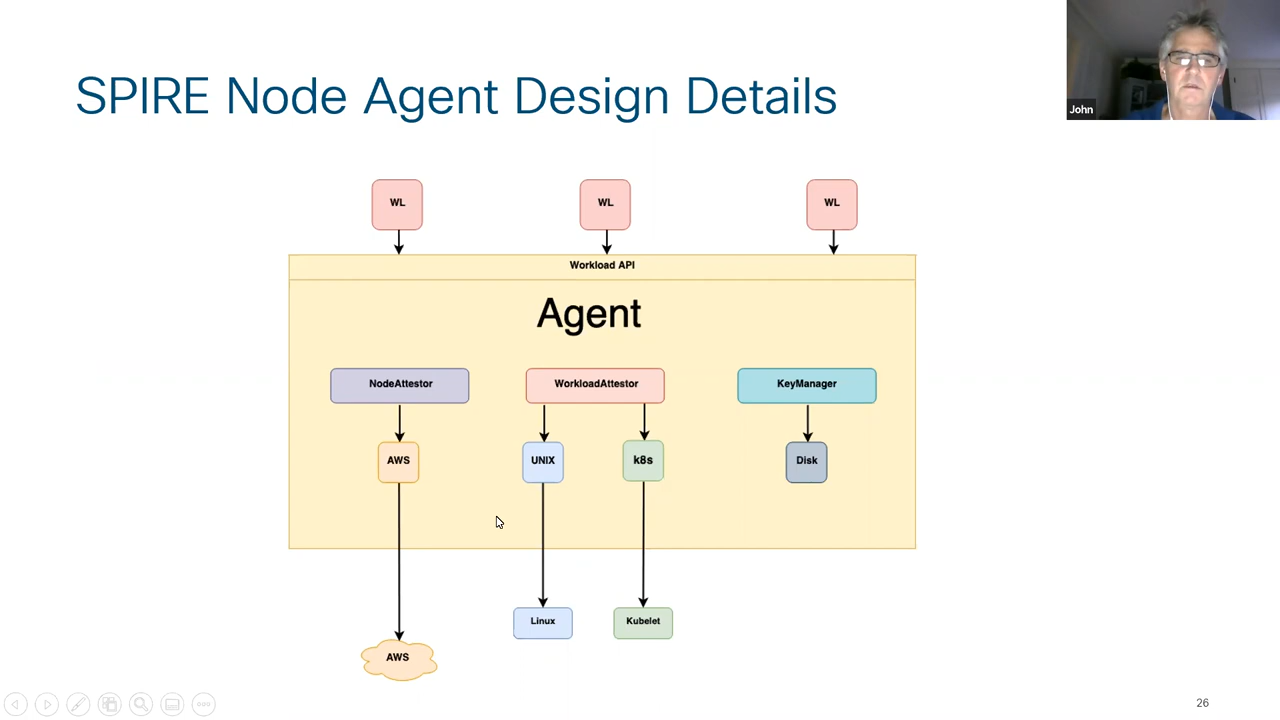 SPIRE Node Agent Design Details
John
WL
WL
WL
Workload API
Agent
NodeAttestor
WorkloadAttestor
KeyManager
AWS
UNIX
k8s
Disk
Linux
Kubelet
AWS
26